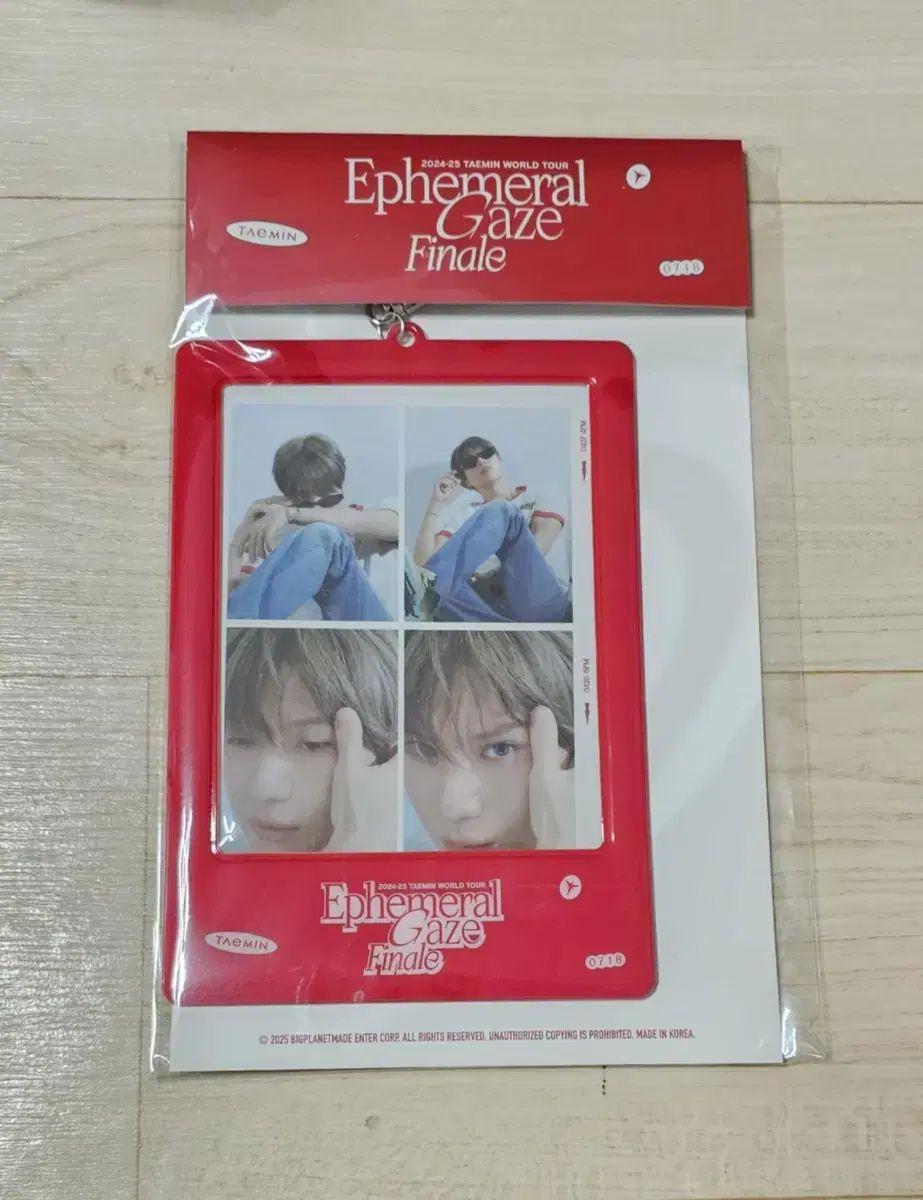 2024-25 TAEMIN WORLD TOUR
Ephemeral
Gaze
Finale
TAEMIN
0718
2024-25 TAEMIN WORLD TOUR
Ephemeral
Gaze
Finale
TAEMIN
0718
© 2025 BIGPLANETMADE ENTER CORP. ALL RIGHTS RESERVED. UNAUTHORIZED COPYING IS PROHIBITED. MADE IN KOREA.